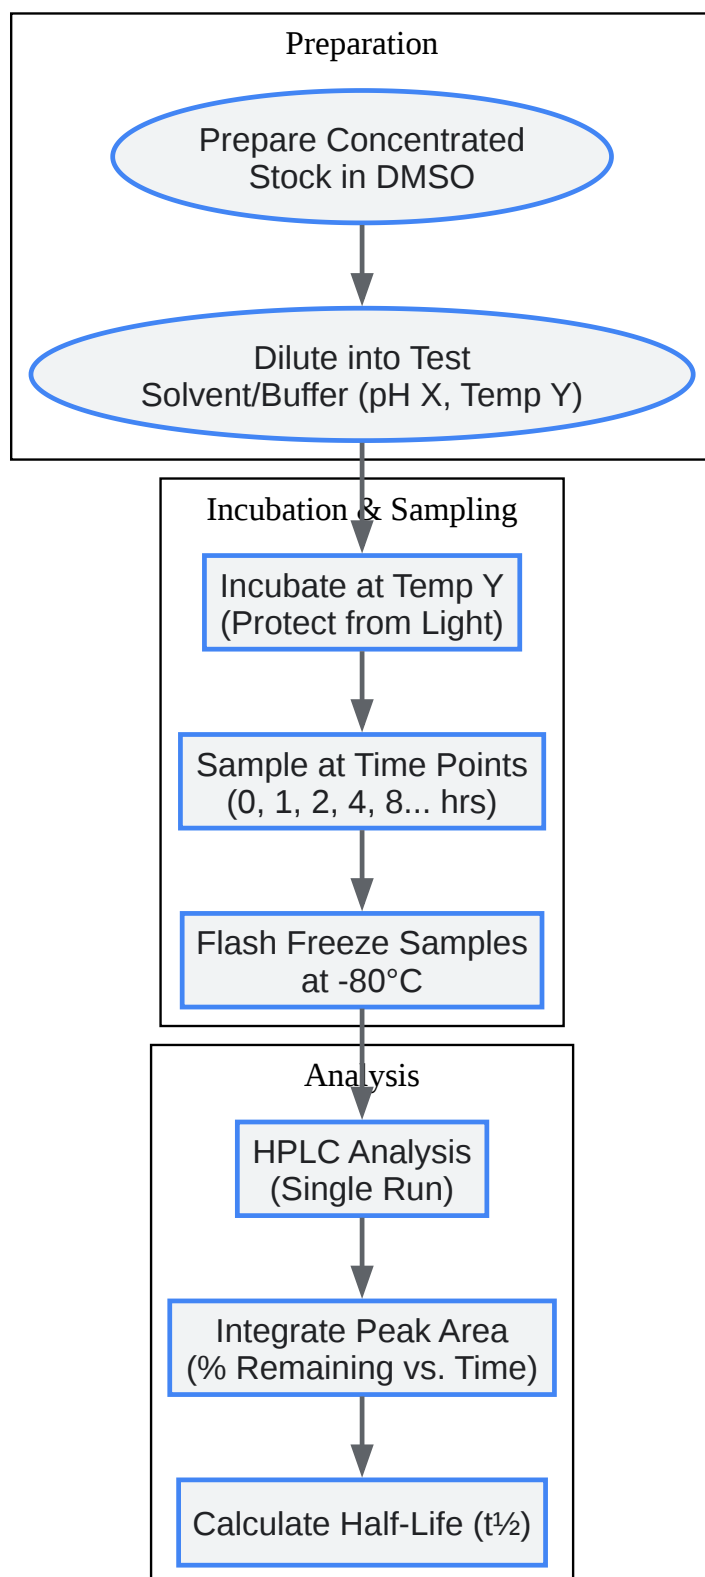 Preparation
Prepare Concentrated
Stock in DMSO
Dilute into Test
Solvent/Buffer (pH X, Temp Y)
Incubation & Sampling
Incubate at Temp Y
(Protect from Light)
Sample at Time Points
(0, 1, 2, 4, 8... hrs)
Flash Freeze Samples
at -80°C
Analysis
HPLC Analysis
(Single Run)
Integrate Peak Area
(% Remaining vs. Time)
Calculate Half-Life (t½)